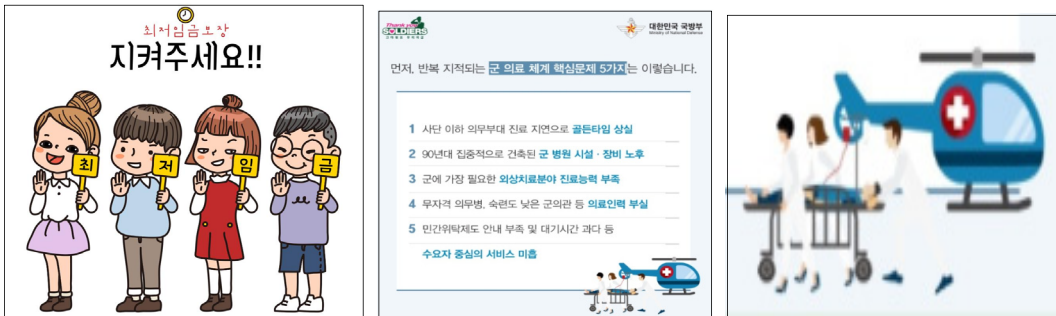 최저임금보장
지켜주세요!!
최
저
임
금
Thank you
SOLDIERS
대한민국 국방부
Ministry of National Defense
먼저, 반복 지적되는 군 의료 체계 핵심문제 5가지는 이렇습니다.
1 사단 이하 의무부대 진료 지연으로 골든타임 상실
2 90년대 집중적으로 건축된 군 병원 시설 · 장비 노후
3 군에 가장 필요한 외상치료분야 진료능력 부족
4 무자격 의무병, 숙련도 낮은 군의관 등 의료인력 부실
5 민간위탁제도 안내 부족 및 대기시간 과다 등
수요자 중심의 서비스 미흡